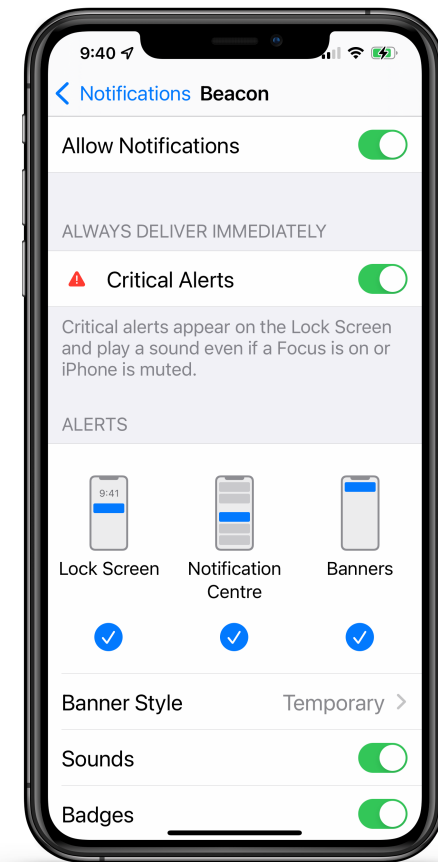 9:40
Notifications Beacon
Allow Notifications
ALWAYS DELIVER IMMEDIATELY
Critical Alerts
Critical alerts appear on the Lock Screen
and play a sound even if a Focus is on or
iPhone is muted.
ALERTS
9:41
Lock Screen Notification Centre Banners
Banner Style Temporary
Sounds
Badges